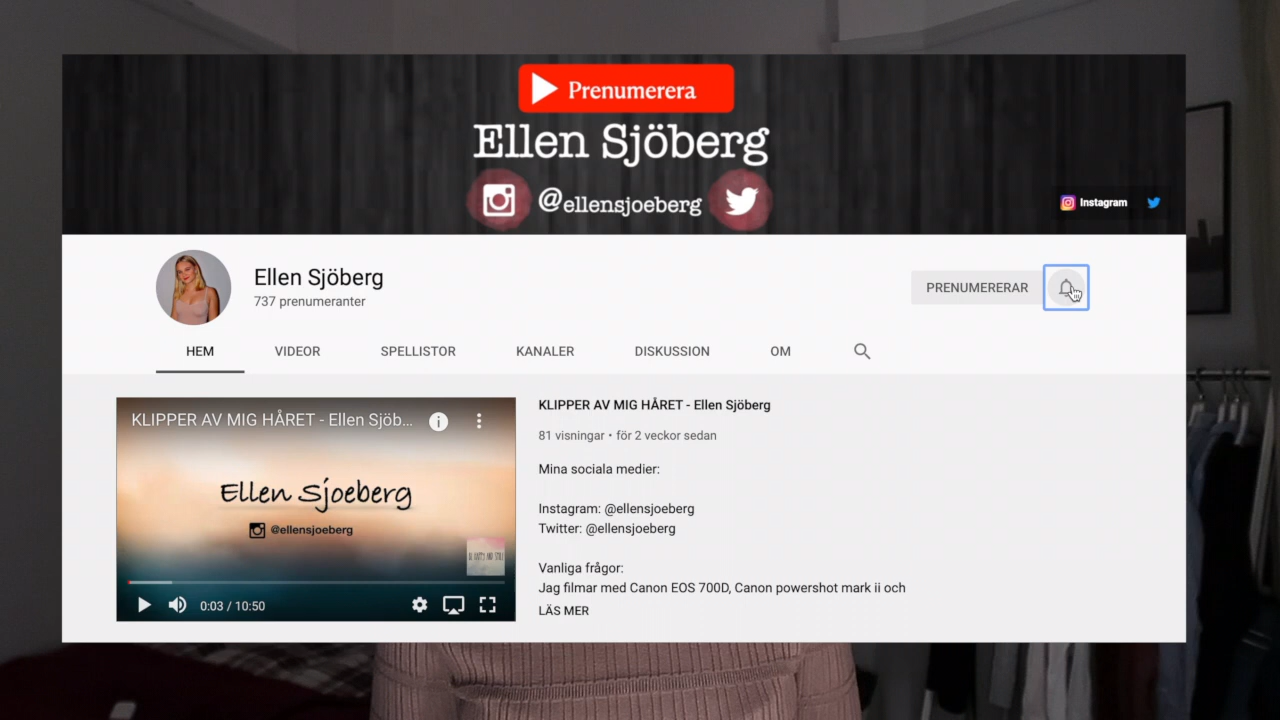 Prenumerera
Ellen Sjöberg
@ellensjoeberg
Instagram
Ellen Sjöberg
737 prenumeranter
PRENUMERERAR
HEM VIDEOR SPELLISTOR KANALER DISKUSSION OM
KLIPPER AV MIG HÅRET - Ellen Sjöb...
Ellen Sjoeberg
@ellensjoeberg
0:03 / 10:50
KLIPPER AV MIG HÅRET - Ellen Sjöberg
81 visningar • för 2 veckor sedan
Mina sociala medier:
Instagram: @ellensjoeberg
Twitter: @ellensjoeberg
Vanliga frågor:
Jag filmar med Canon EOS 700D, Canon powershot mark ii och
LÄS MER